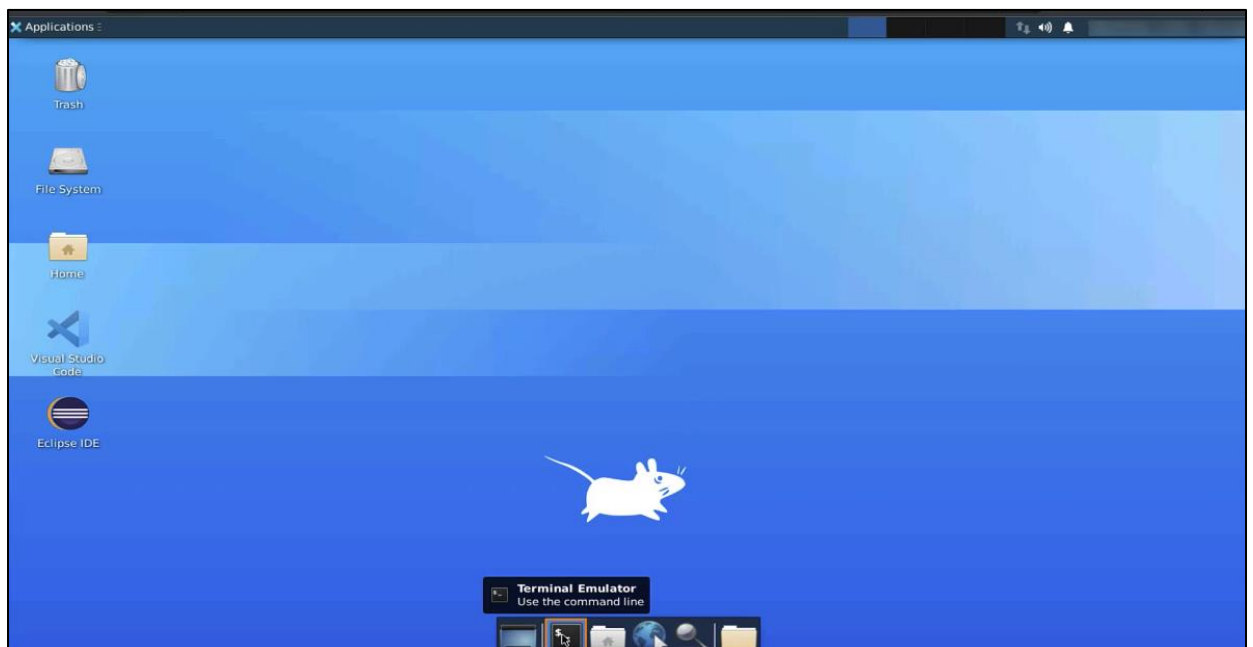 Applications
Trash
File System
Home
Visual Studio
Code
Eclipse IDE
Terminal Emulator
Use the command line